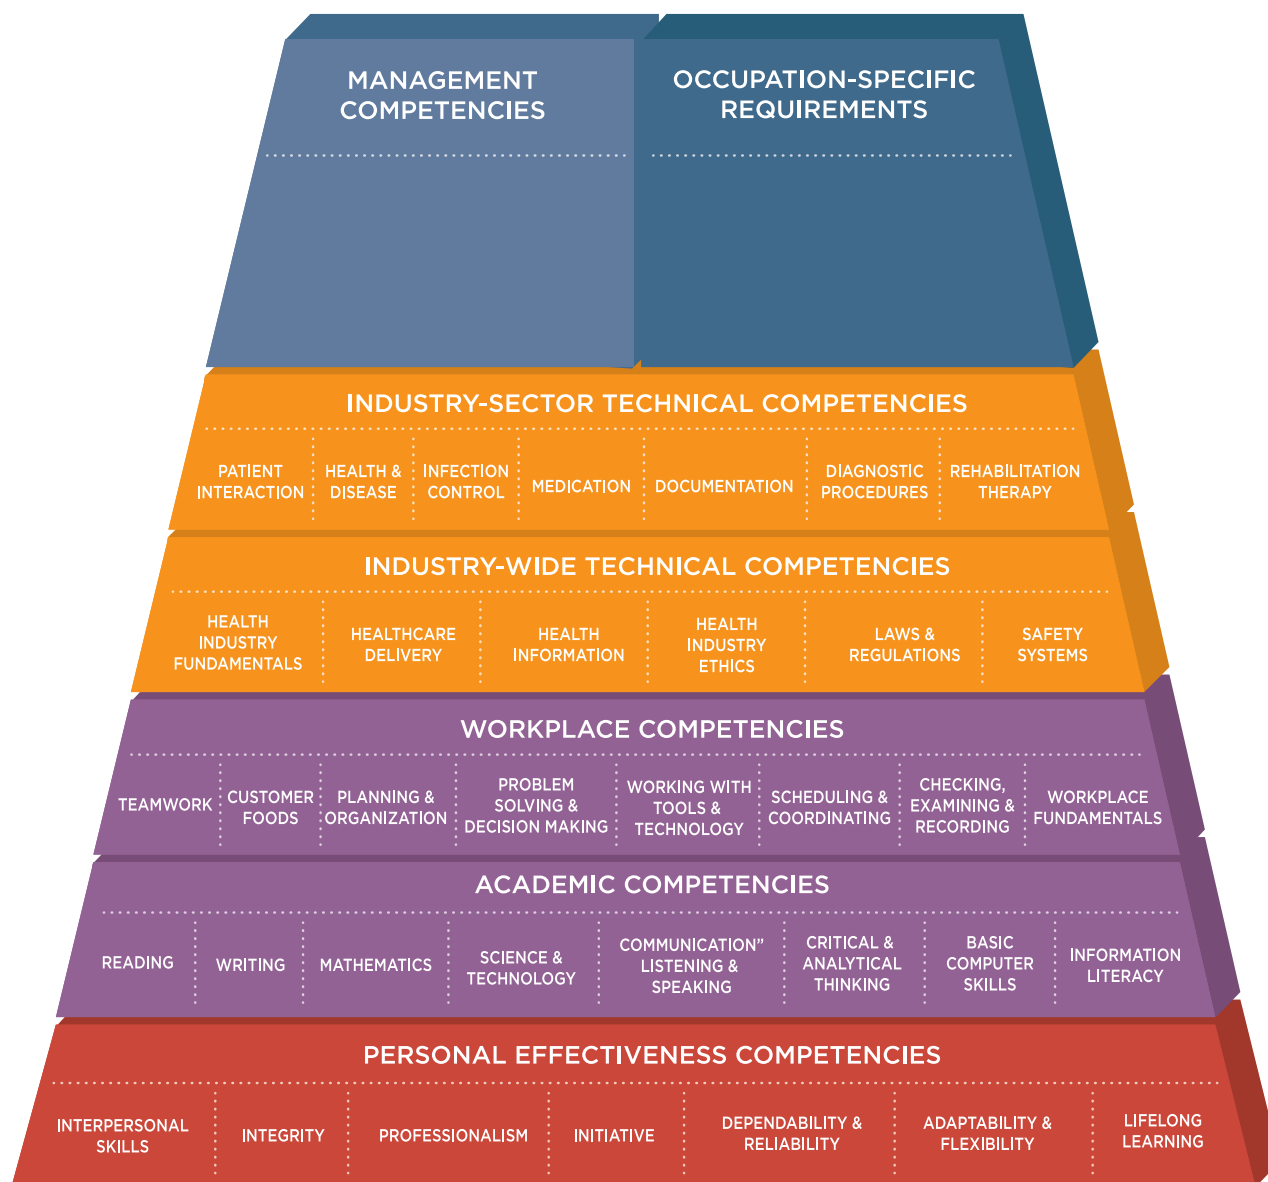 MANAGEMENT
COMPETENCIES
OCCUPATION-SPECIFIC
REQUIREMENTS
INDUSTRY-SECTOR TECHNICAL COMPETENCIES
PATIENT
INTERACTION
HEALTH &
DISEASE
INFECTION
CONTROL
MEDICATION
DOCUMENTATION
DIAGNOSTIC
PROCEDURES
REHABILITATION
THERAPY
INDUSTRY-WIDE TECHNICAL COMPETENCIES
HEALTH
INDUSTRY
FUNDAMENTALS
HEALTHCARE
DELIVERY
HEALTH
INFORMATION
HEALTH
INDUSTRY
ETHICS
LAWS &
REGULATIONS
SAFETY
SYSTEMS
WORKPLACE COMPETENCIES
TEAMWORK
CUSTOMER
FOODS
PLANNING &
ORGANIZATION
PROBLEM
SOLVING &
DECISION MAKING
WORKING WITH
TOOLS &
TECHNOLOGY
SCHEDULING &
COORDINATING
CHECKING,
EXAMINING &
RECORDING
WORKPLACE
FUNDAMENTALS
ACADEMIC COMPETENCIES
READING
WRITING
MATHEMATICS
SCIENCE &
TECHNOLOGY
COMMUNICATION”
LISTENING &
SPEAKING
CRITICAL &
ANALYTICAL
THINKING
BASIC
COMPUTER
SKILLS
INFORMATION
LITERACY
PERSONAL EFFECTIVENESS COMPETENCIES
INTERPERSONAL
SKILLS
INTEGRITY
PROFESSIONALISM
INITIATIVE
DEPENDABILITY &
RELIABILITY
ADAPTABILITY &
FLEXIBILITY
LIFELONG
LEARNING